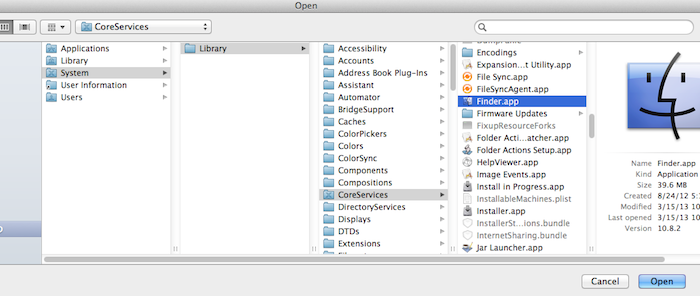 Open
CoreServices
Applications
Library
System
User Information
Users
Library
Accessibility
Accounts
Address Book Plug-Ins
Assistant
Automator
BridgeSupport
Caches
ColorPickers
Colors
ColorSync
Components
Compositions
CoreServices
DirectoryServices
Displays
DTDs
Extensions
Encodings
Expansion...t Utility.app
File Sync.app
FileSyncAgent.app
Finder.app
Firmware Updates
FixupResourceForks
Folder Acti...atcher.app
Folder Actions Setup.app
HelpViewer.app
Image Events.app
Install in Progress.app
InstallableMachines.plist
Installer.app
InstallerSt...ions.bundle
InternetSharing.bundle
Jar Launcher.app
Name Finder.app
Kind Application
Size 39.6 MB
Created 8/24/12 5:1
Modified 3/15/13 10
Last opened 3/15/13 10
Version 10.8.2
Cancel
Open